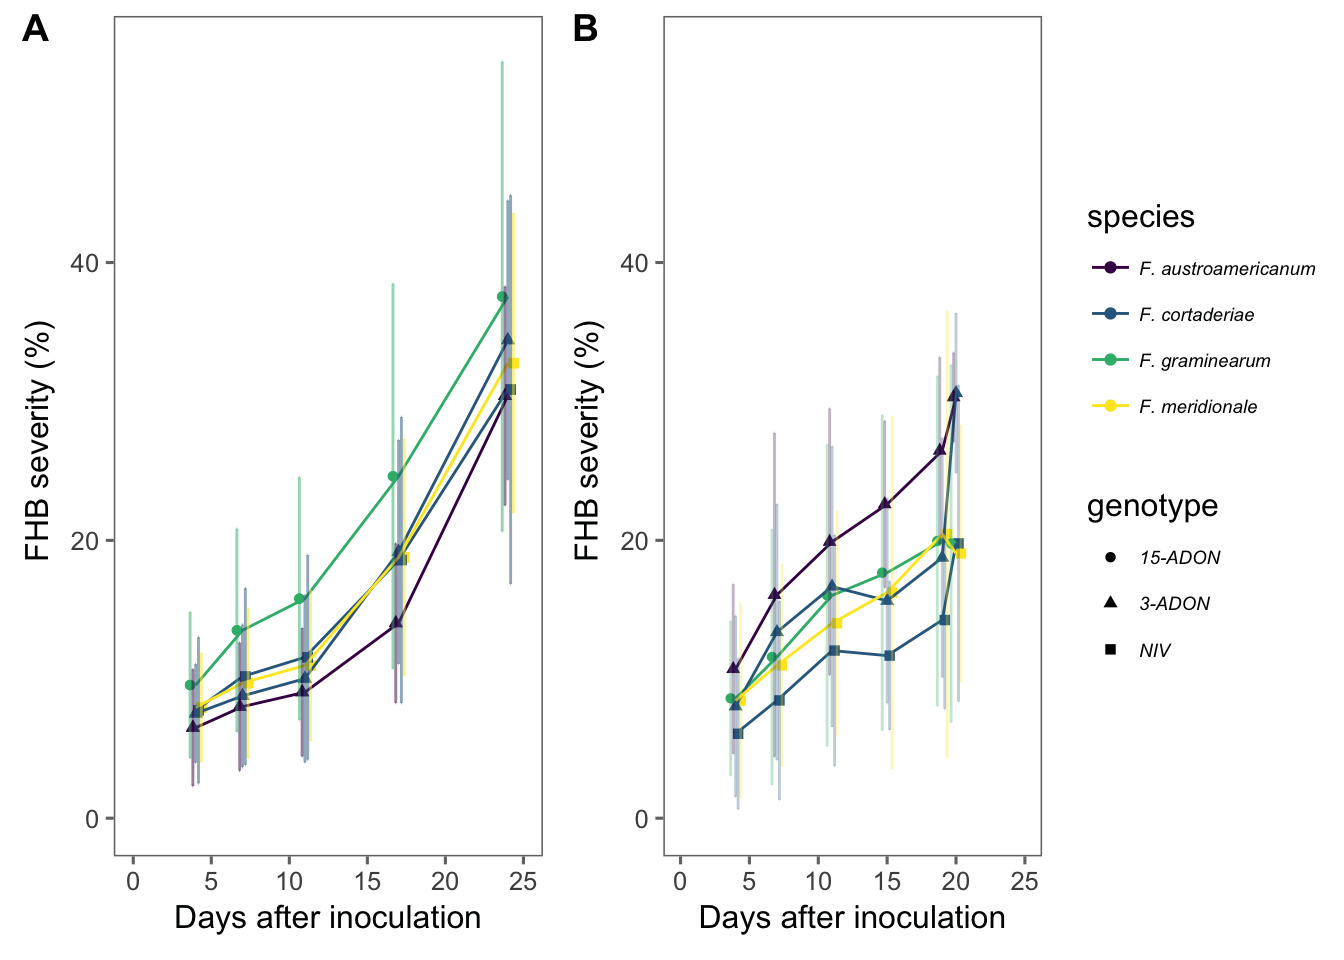 A
FHB severity (%)
40
20
0
0 5 10 15 20 25
Days after inoculation
B
FHB severity (%)
40
20
0
0 5 10 15 20 25
Days after inoculation
species
F. austroamericanum
F. cortaderiae
F. graminearum
F. meridionale
genotype
15-ADON
3-ADON
NIV